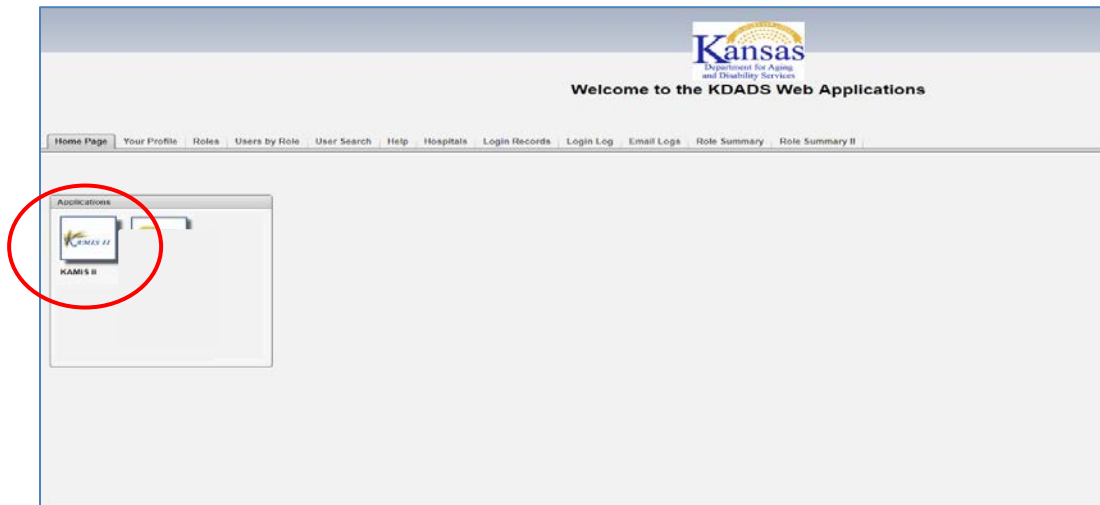 Kansas
Department for Aging
and Disability Services
Welcome to the KDADS Web Applications
Home Page Your Profile Roles Users by Role User Search Help Hospitals Login Records Login Log Email Logs Role Summary Role Summary II
Applications
KAMIS II
KAMIS II